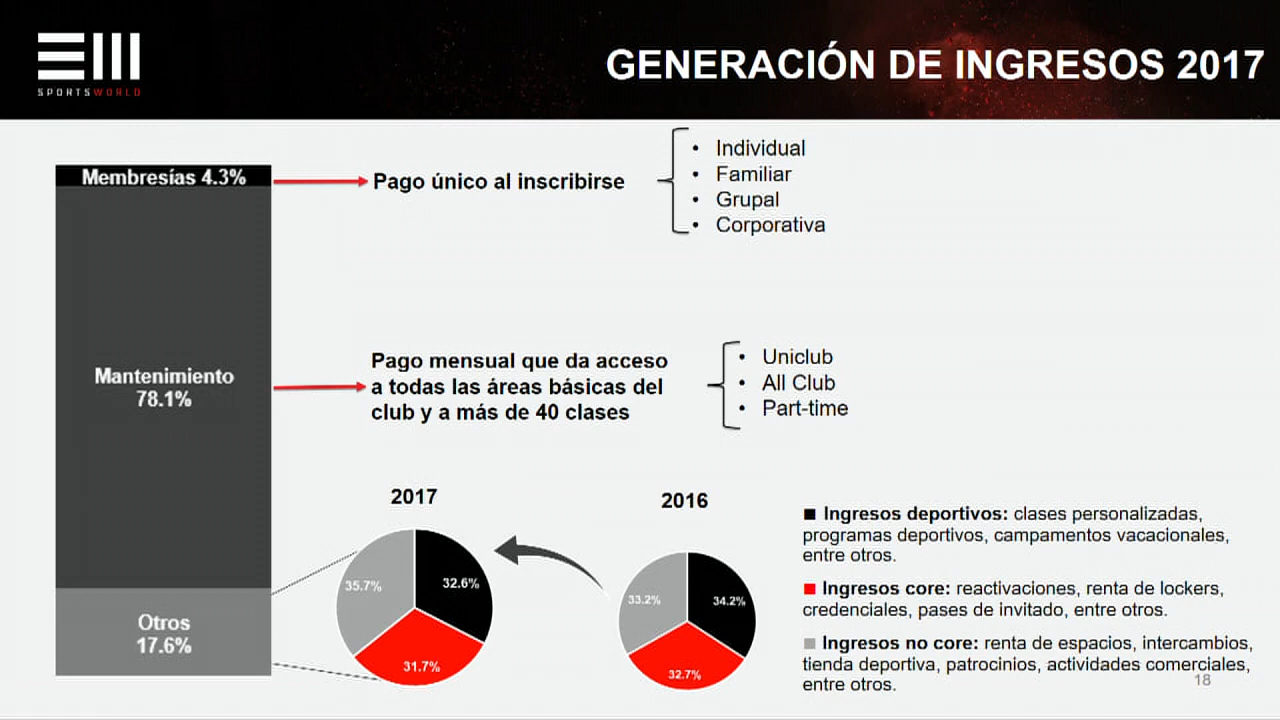 SPORTSWORLD
GENERACIÓN DE INGRESOS 2017
Membresías 4.3%
Pago único al inscribirse
• Individual
• Familiar
• Grupal
• Corporativa
Mantenimiento
78.1%
Pago mensual que da acceso
a todas las áreas básicas del
club y a más de 40 clases
• Uniclub
• All Club
• Part-time
Otros
17.6%
2017
35.7%
32.6%
31.7%
2016
33.2%
34.2%
32.7%
Ingresos deportivos: clases personalizadas,
programas deportivos, campamentos vacacionales,
entre otros.
Ingresos core: reactivaciones, renta de lockers,
credenciales, pases de invitado, entre otros.
Ingresos no core: renta de espacios, intercambios,
tienda deportiva, patrocinios, actividades comerciales,
entre otros.
18